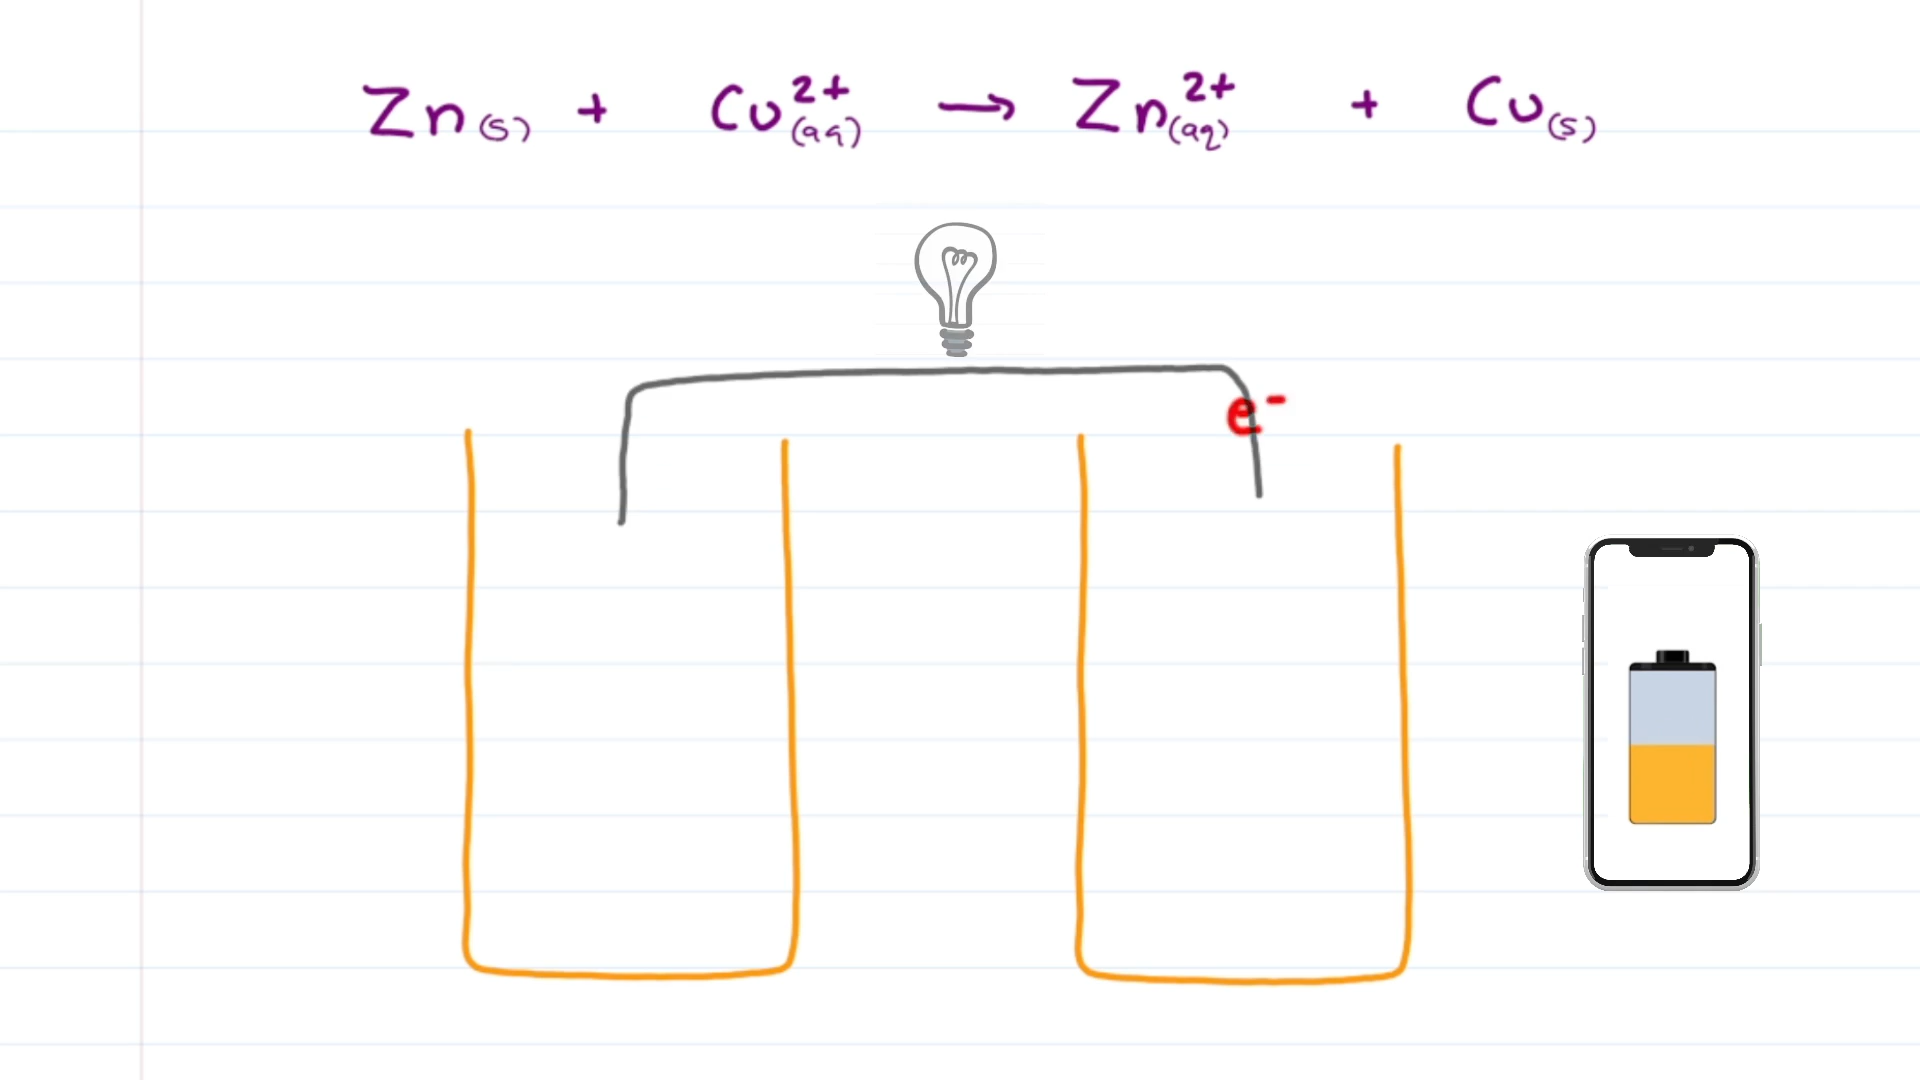 Zn(s) + Cu²⁺(aq) → Zn²⁺(aq) + Cu(s)
e⁻